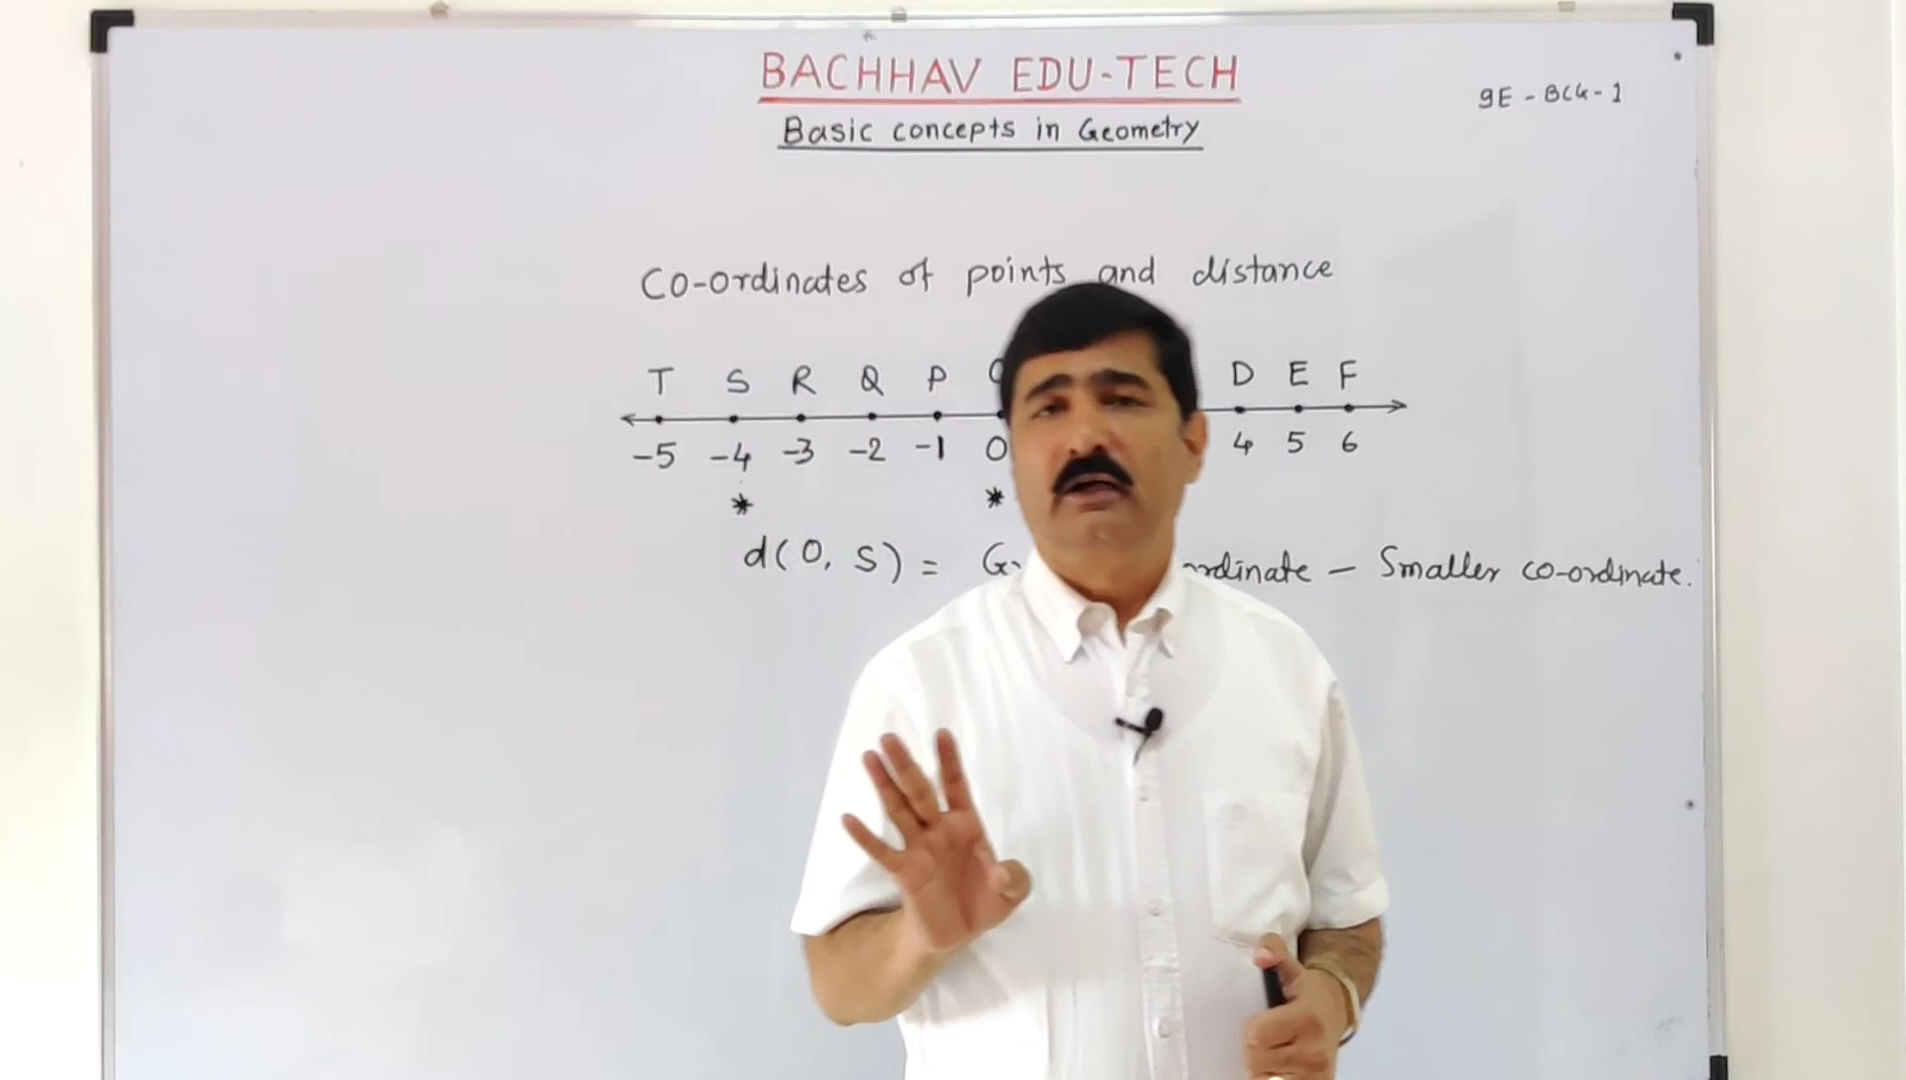 BACHHAV EDU-TECH
9E - BCG - 1
Basic concepts in Geometry
Co-ordinates of points and distance
T S R Q P D E F
-5 -4 -3 -2 -1 0 4 5 6
* *
d(O, S) = - Smaller co-ordinate.